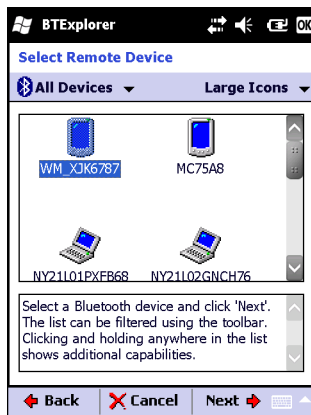 BTExplorer OK
Select Remote Device
All Devices Large Icons
WM_XJK6787 MC75A8
NY21L01PXFB68 NY21L02GNCH76
Select a Bluetooth device and click 'Next'.
The list can be filtered using the toolbar.
Clicking and holding anywhere in the list
shows additional capabilities.
Back Cancel Next